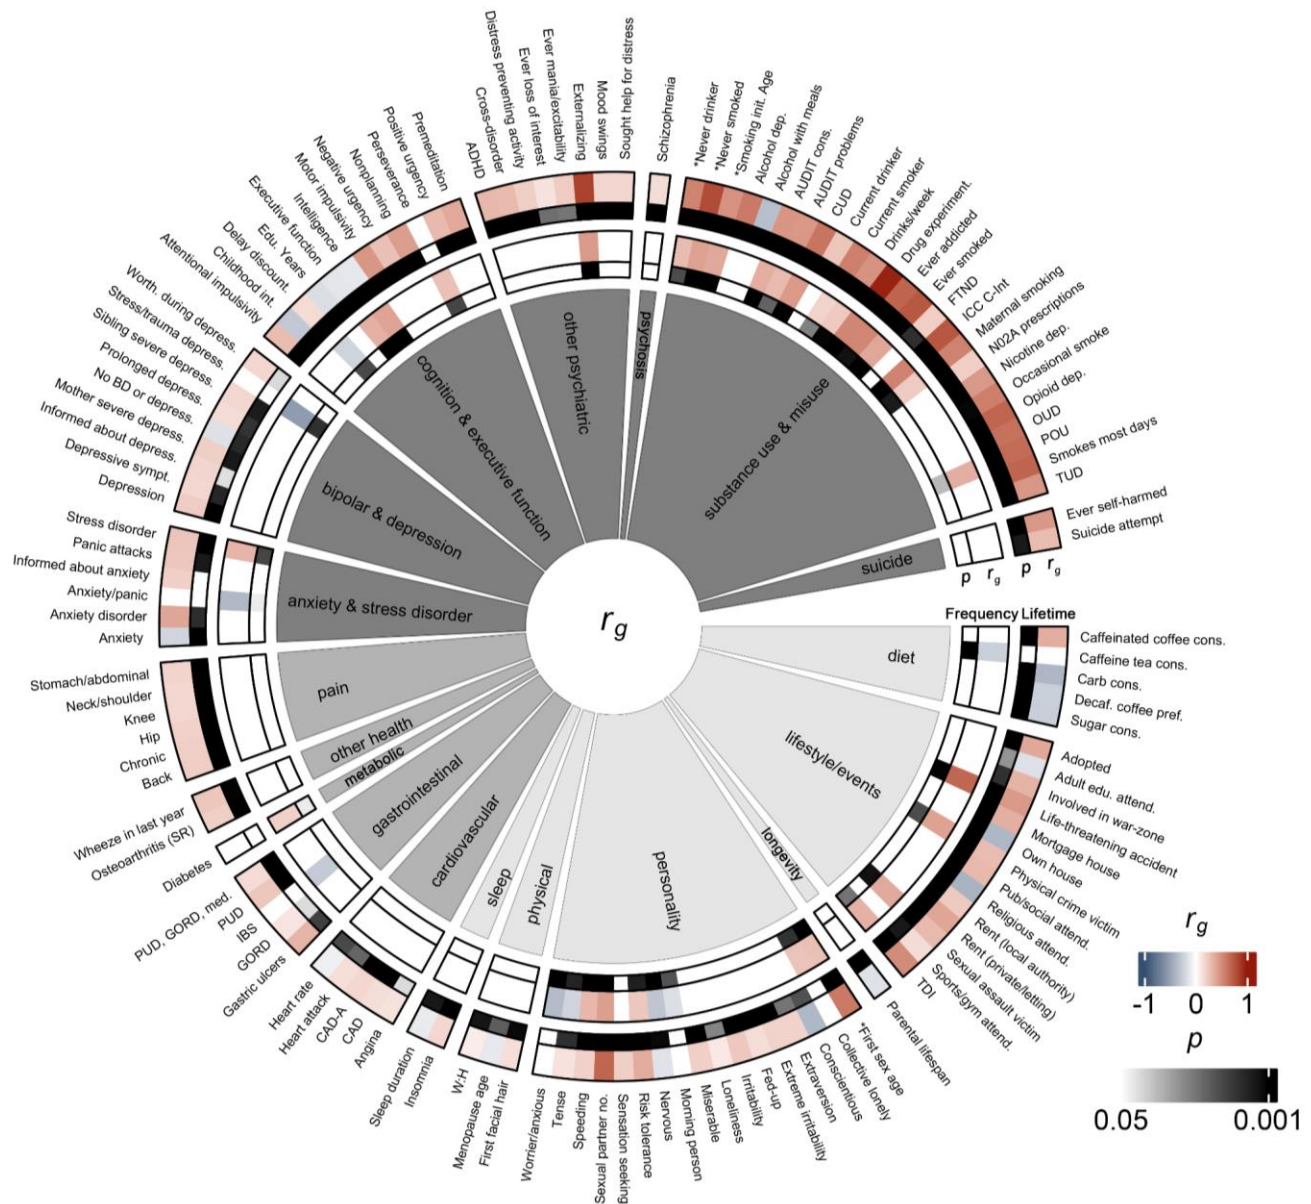 Attentional impulsivity
Childhood int.
Delay discount.
Edu. Years
Executive function
Intelligence
Motor impulsivity
Negative urgency
Nonplanning
Perseverance
Positive urgency
Premeditation
ADHD
Cross-disorder
Distress preventing activity
Ever loss of interest
Ever mania/excitability
Externalizing
Mood swings
Sought help for distress
Schizophrenia
*Never drinker
*Never smoked
*Smoking init. Age
Alcohol dep.
Alcohol with meals
AUDIT cons.
AUDIT problems
CUD
Current drinker
Current smoker
Drinks/week
Drug experiment.
Ever addicted
Ever smoked
FTND
ICC C-Int
Maternal smoking
N02A prescriptions
Nicotine dep.
Occasional smoke
Opioid dep.
OUD
POU
Smokes most days
TUD
Ever self-harmed
Suicide attempt
p
r g
p
r g
Frequency
Lifetime
Caffeinated coffee cons.
Caffeine tea cons.
Carb cons.
Decaf. coffee pref.
Sugar cons.
Adopted
Adult edu. attend.
Involved in war-zone
Life-threatening accident
Mortgage house
Own house
Physical crime victim
Pub/social attend.
Religious attend.
Rent (local authority)
Rent (private/letting)
Sexual assault victim
Sports/gym attend.
TDI
Parental lifespan
*First sex age
Collective lonely
Conscientious
Extraversion
Extreme irritability
Fed-up
Irritability
Loneliness
Miserable
Morning person
Nervous
Risk tolerance
Sensation seeking
Sexual partner no.
Speeding
Tense
Worrier/anxious
First facial hair
Menopause age
W:H
Insomnia
Sleep duration
Angina
CAD
CAD-A
Heart attack
Heart rate
Gastric ulcers
GORD
IBS
PUD
PUD, GORD, med.
Diabetes
Osteoarthritis (SR)
Wheeze in last year
Back
Chronic
Hip
Knee
Neck/shoulder
Stomach/abdominal
Anxiety
Anxiety disorder
Anxiety/panic
Informed about anxiety
Panic attacks
Stress disorder
Depression
Depressive sympt.
Informed about depress.
Mother severe depress.
No BD or depress.
Prolonged depress.
Sibling severe depress.
Stress/trauma depress.
Worth. during depress.
cognition & executive function
other psychiatric
psychosis
substance use & misuse
suicide
diet
lifestyle/events
longevity
personality
physical
sleep
cardiovascular
gastrointestinal
metabolic
other health
pain
anxiety & stress disorder
bipolar & depression
r g
r g
-1 0 1
p
0.05 0.001